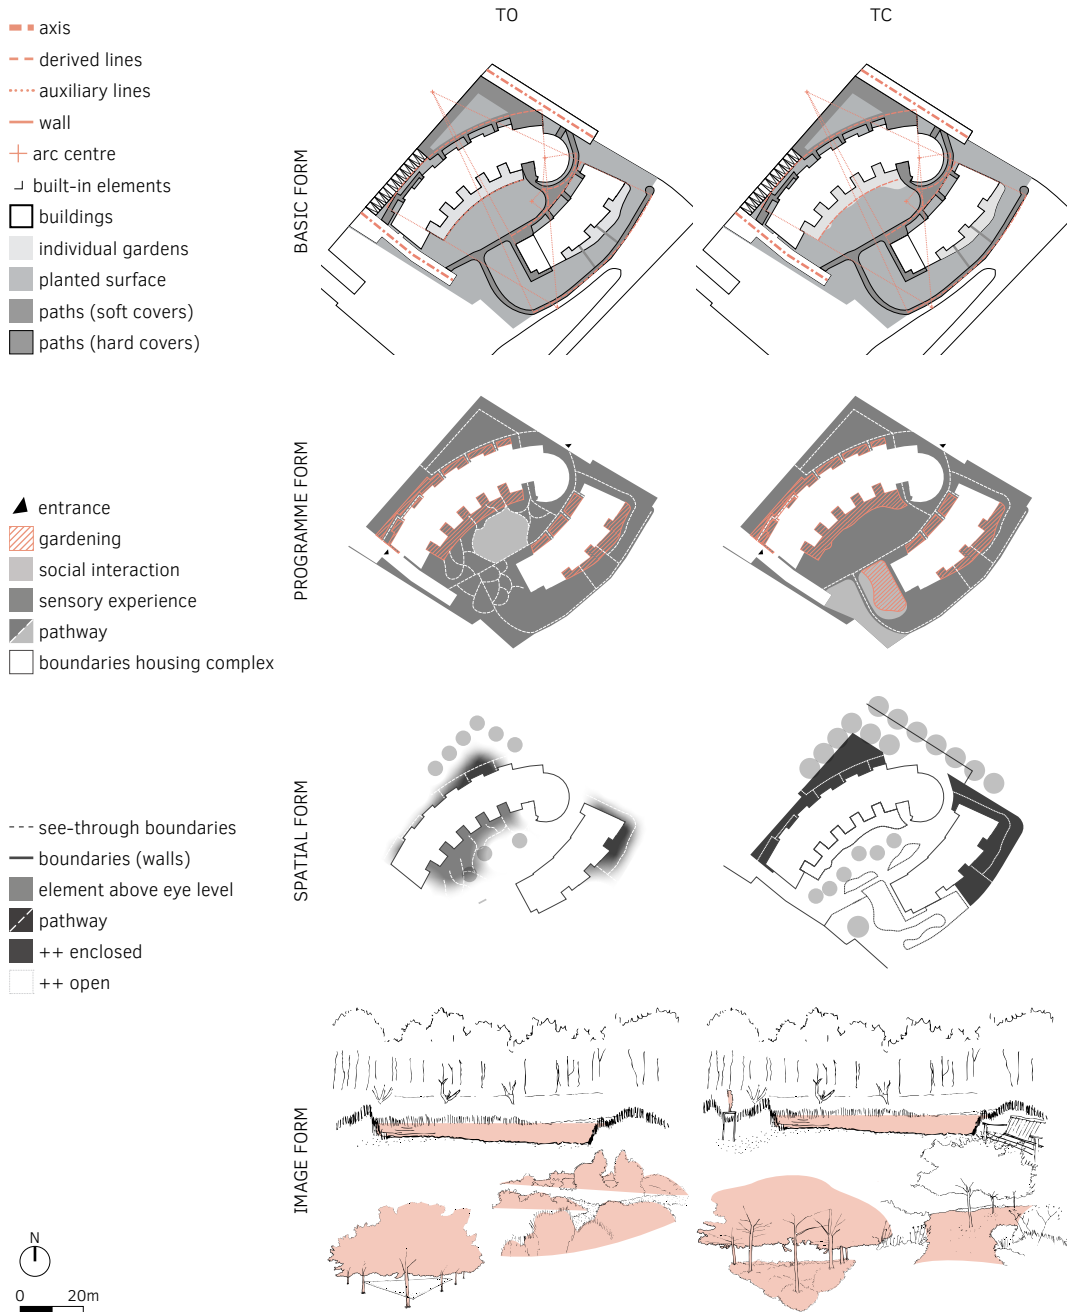 TO
TC
axis
derived lines
auxiliary lines
wall
arc centre
built-in elements
buildings
individual gardens
planted surface
paths (soft covers)
paths (hard covers)
BASIC FORM
entrance
gardening
social interaction
sensory experience
pathway
boundaries housing complex
PROGRAMME FORM
see-through boundaries
boundaries (walls)
element above eye level
pathway
++ enclosed
++ open
SPATIAL FORM
IMAGE FORM
N
0 20m